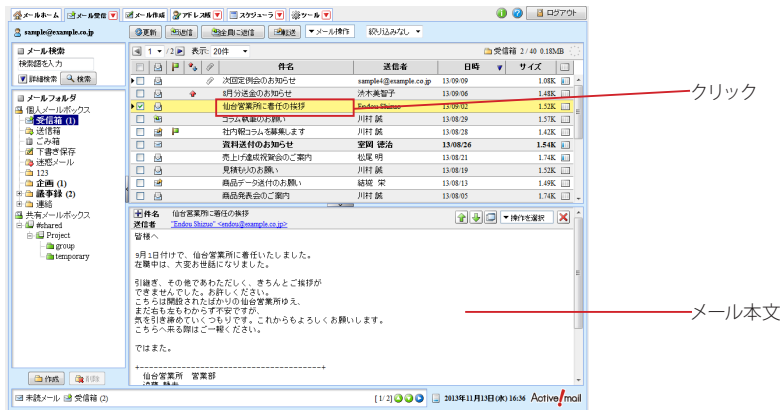 メールホーム メール受信 メール作成 アドレス帳 スケジューラ ツール ログアウト
sample@example.co.jp 更新 返信 全員に返信 転送 メール操作 絞り込みなし
メール検索
検索語を入力
詳細検索 検索
1 /2 表示: 20件 受信箱 2/40 0.18MB
件名 送信者 日時 サイズ
次回定例会のお知らせ sample4@example.co.jp 13/09/09 1.08K
8月分送金のお知らせ 渋木美智子 13/09/06 1.48K
仙台営業所に着任の挨拶 Endou Shizuo 13/09/02 1.52K
コラム執筆のお願い 川村 誠 13/08/29 1.57K
社内報コラムを募集します 川村 誠 13/08/28 1.42K
資料送付のお知らせ 室岡 徳治 13/08/26 1.54K
売上げ達成祝賀会のご案内 松尾 明 13/08/21 1.74K
見積もりのお願い 川村 誠 13/08/19 1.52K
商品データ送付のお願い 結城 栄 13/08/13 1.49K
商品発表会のご案内 川村 誠 13/08/05 1.74K
クリック
メールフォルダ
個人メールボックス
受信箱 (1)
送信箱
ごみ箱
下書き保存
迷惑メール
123
企画 (1)
議事録 (2)
連絡
共有メールボックス
#shared
Project
group
temporary
作成 削除
件名 仙台営業所に着任の挨拶
送信者 "Endou Shizuo" <endou@example.co.jp>
操作を選択
皆様へ
9月1日付けで、仙台営業所に着任いたしました。
在職中は、大変お世話になりました。
引継ぎ、その他であわただしく、きちんとご挨拶が
できませんでした。お許しください。
こちらは開設されたばかりの仙台営業所ゆえ、
まだ右も左もわからず不安ですが、
気を引き締めていくつもりです。これからもよろしくお願いします。
こちらへ来る際はご一報ください。
ではまた。
+------------------------------------------+
仙台営業所 営業部
メール本文
未読メール 受信箱 (2) [1/2] 2013年11月13日(水) 16:36 Active! mail